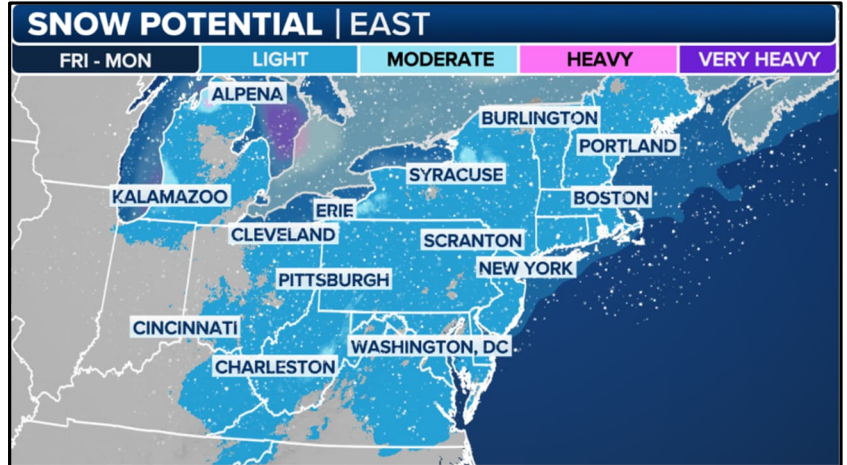 SNOW POTENTIAL | EAST
FRI - MON LIGHT MODERATE HEAVY VERY HEAVY
ALPENA
BURLINGTON
PORTLAND
SYRACUSE
KALAMAZOO
BOSTON
ERIE
CLEVELAND
SCRANTON
NEW YORK
PITTSBURGH
CINCINNATI
WASHINGTON, DC
CHARLESTON